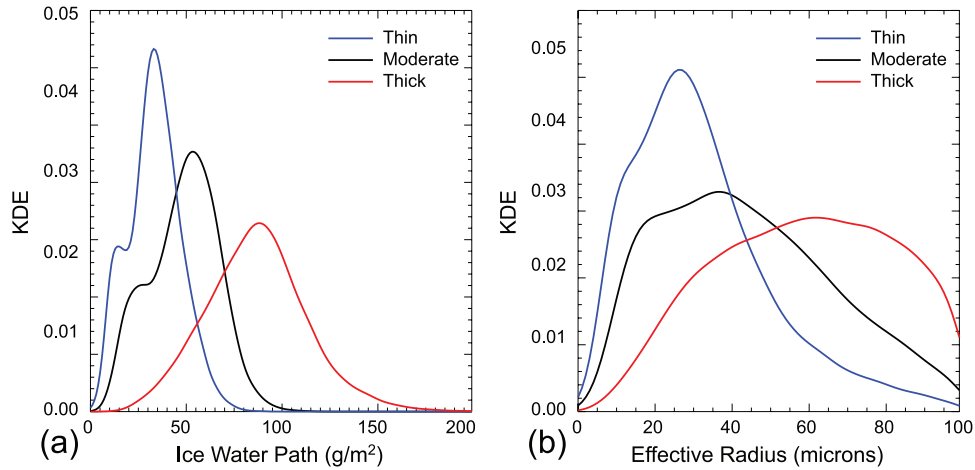 0.05
0.04
0.03
0.02
0.01
0.00
KDE
Thin
Moderate
Thick
0 50 100 150 200
(a) Ice Water Path (g/m²)
0.05
0.04
0.03
0.02
0.01
0.00
KDE
Thin
Moderate
Thick
0 20 40 60 80 100
(b) Effective Radius (microns)